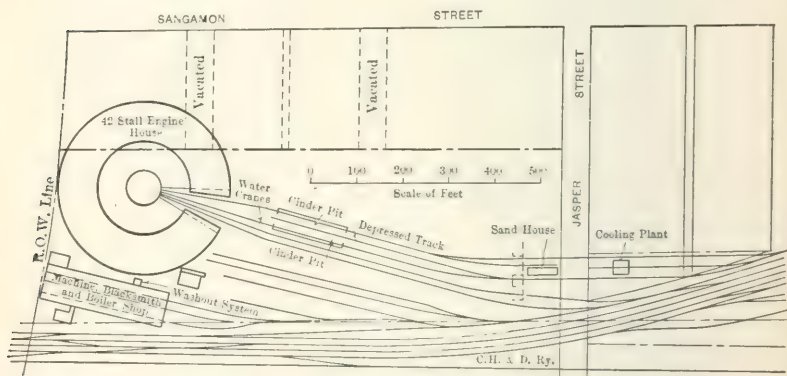 SANGAMON STREET
Vacated
Vacated
STREET
JASPER
42 Stall Engine
House
R.O.W. Line
0 100 200 300 400 500
Scale of Feet
Water
Cranes
Cinder Pit
Depressed Track
Cinder Pit
Sand House
Cooling Plant
Machine, Blacksmith
and Boiler Shop
Washout System
C.H. & D. Ry.